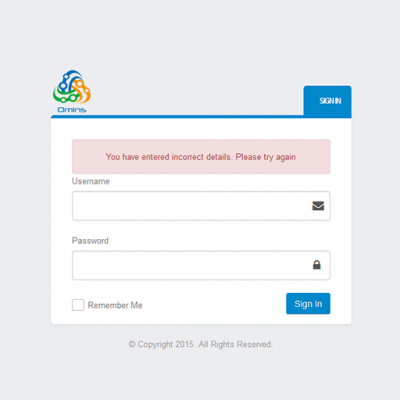 Omins
SIGN IN
You have entered incorrect details. Please try again
Username
Password
Remember Me
Sign In
© Copyright 2015. All Rights Reserved.